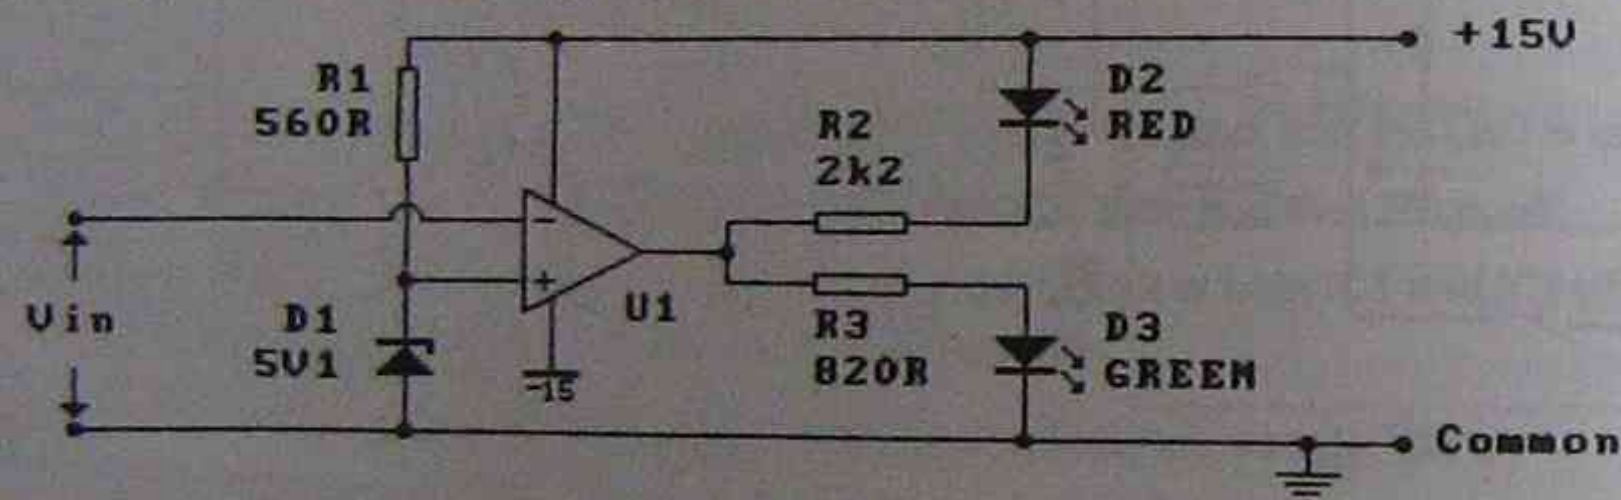 +15V
R1
560R
D2
RED
R2
2k2
-
+
U1
Vin
D1
5V1
-15
R3
820R
D3
GREEN
Common